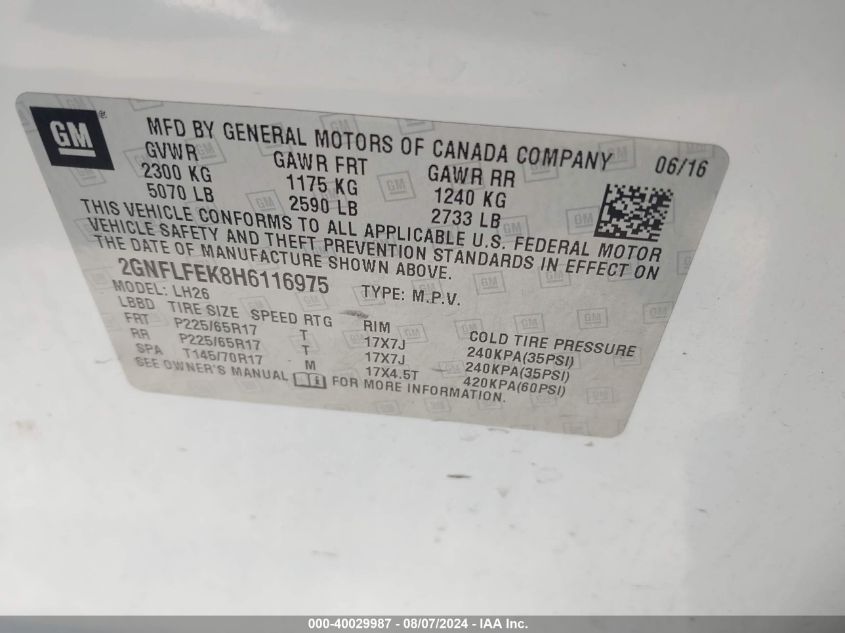 GM ®
MFD BY GENERAL MOTORS OF CANADA COMPANY 06/16
GVWR GAWR FRT GAWR RR
2300 KG 1175 KG 1240 KG
5070 LB 2590 LB 2733 LB
THIS VEHICLE CONFORMS TO ALL APPLICABLE U.S. FEDERAL MOTOR
VEHICLE SAFETY AND THEFT PREVENTION STANDARDS IN EFFECT ON
THE DATE OF MANUFACTURE SHOWN ABOVE.
2GNFLFEK8H6116975 TYPE: M.P.V.
MODEL: LH26
LBBD TIRE SIZE SPEED RTG RIM COLD TIRE PRESSURE
FRT P225/65R17 T 17X7J 240KPA(35PSI)
RR P225/65R17 T 17X7J 240KPA(35PSI)
SPA T145/70R17 M 17X4.5T 420KPA(60PSI)
SEE OWNER'S MANUAL FOR MORE INFORMATION.
000-40029987 - 08/07/2024 - IAA Inc.